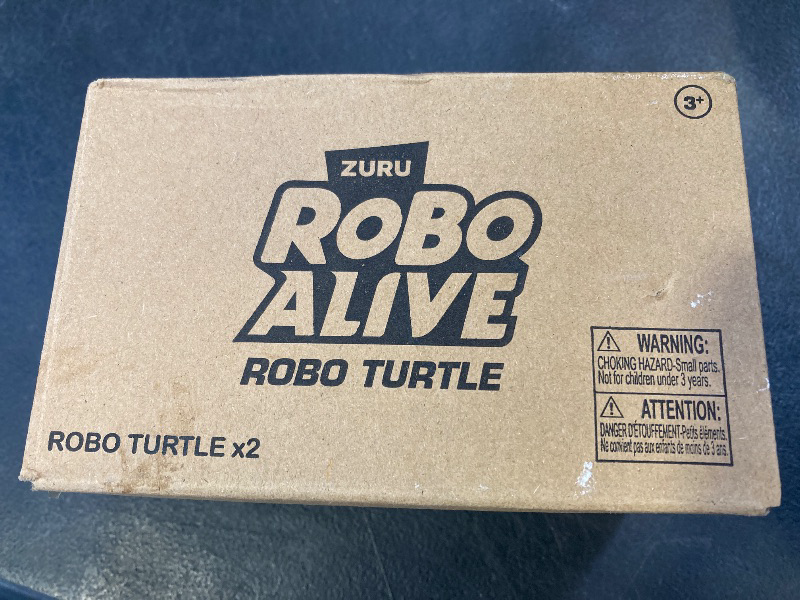 3+
ZURU
ROBO
ALIVE
ROBO TURTLE
WARNING:
CHOKING HAZARD-Small parts.
Not for children under 3 years.
ATTENTION:
DANGER D'ÉTOUFFEMENT-Petits éléments.
Ne convient pas aux enfants de moins de 3 ans.
ROBO TURTLE x2